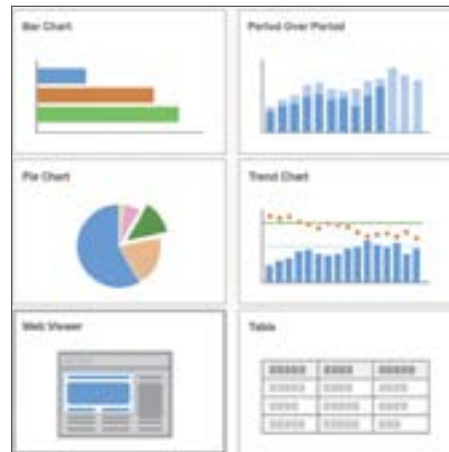 Bar Chart
Period Over Period
Pie Chart
Trend Chart
Web Viewer
Table